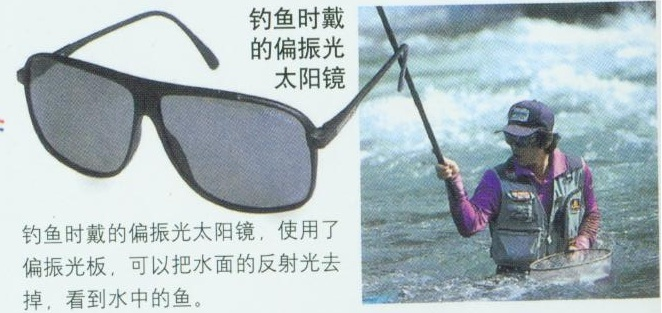 钓鱼时戴
的偏振光
太阳镜
钓鱼时戴的偏振光太阳镜，使用了
偏振光板，可以把水面的反射光去
掉，看到水中的鱼。